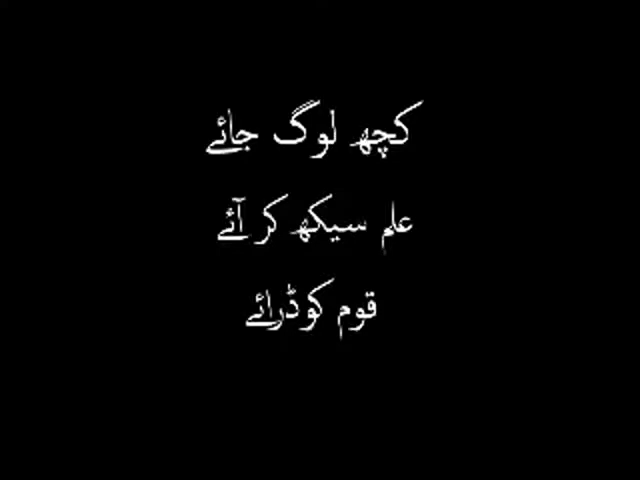 کچھ لوگ جائے
علم سیکھ کر آئے
قوم کو ڈرائے